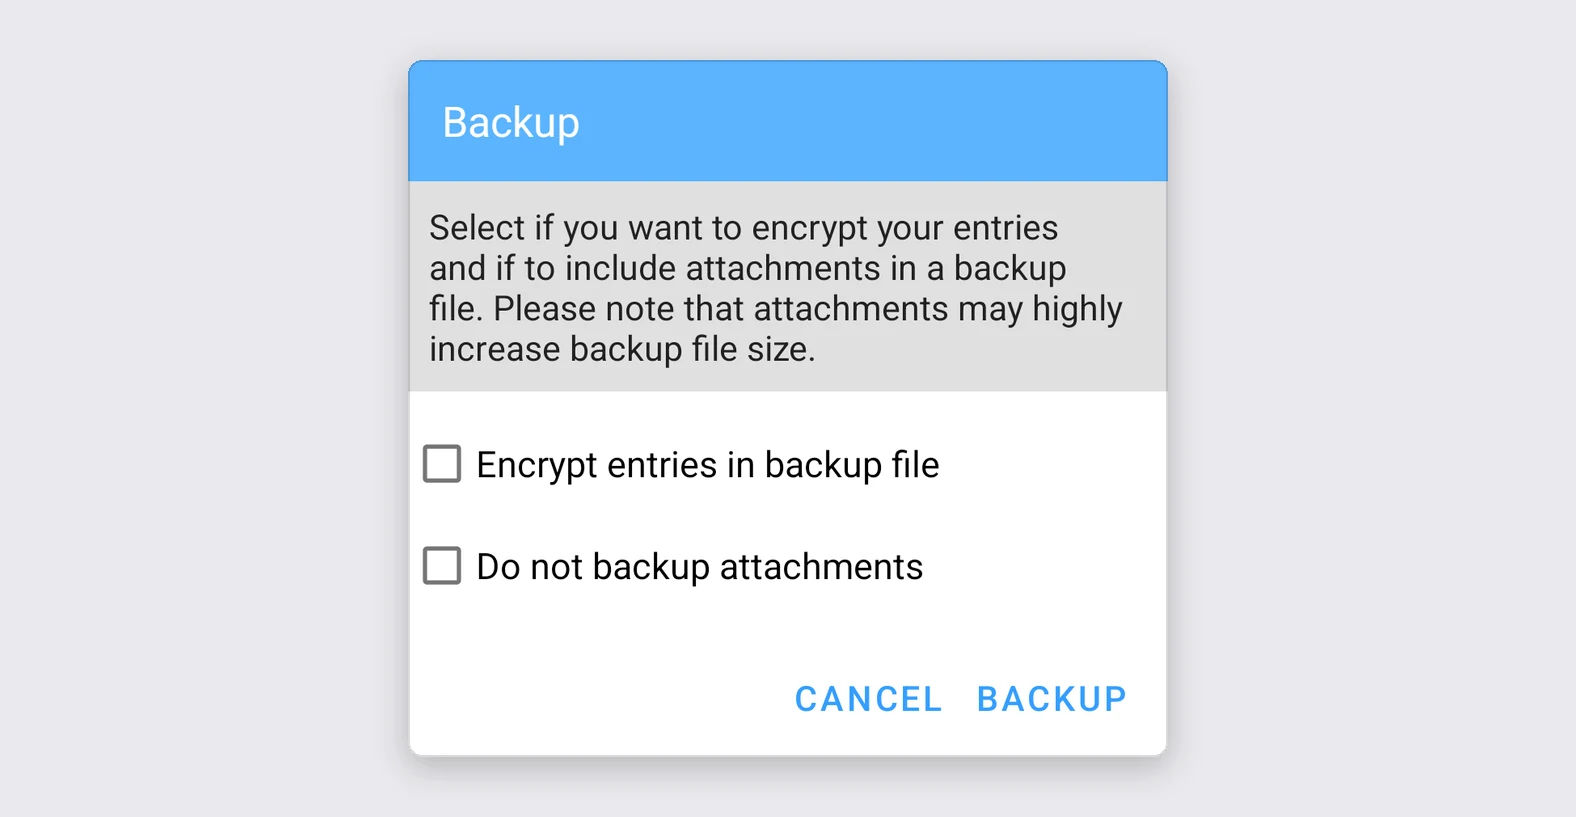 Backup
Select if you want to encrypt your entries
and if to include attachments in a backup
file. Please note that attachments may highly
increase backup file size.
Encrypt entries in backup file
Do not backup attachments
CANCEL BACKUP